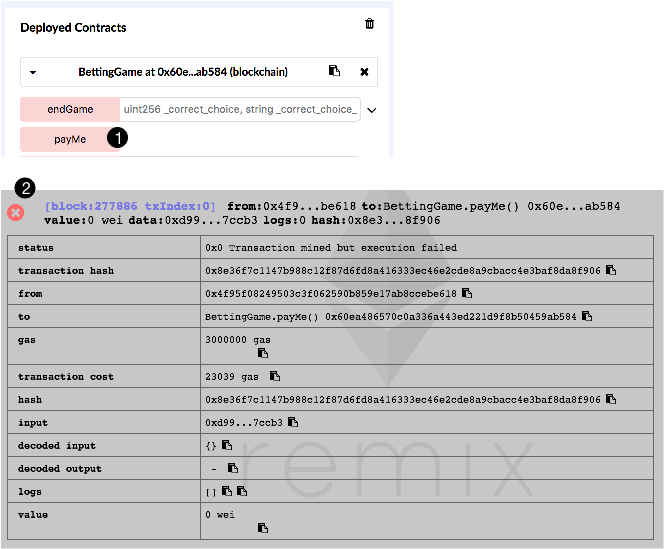 Deployed Contracts
BettingGame at 0x60e...ab584 (blockchain)
endGame uint256 _correct_choice, string _correct_choice_
payMe 1
2
[block:277886 txIndex:0] from:0x4f9...be618 to:BettingGame.payMe() 0x60e...ab584
value:0 wei data:0xd99...7ccb3 logs:0 hash:0x8e3...8f906
status 0x0 Transaction mined but execution failed
transaction hash 0x8e36f7c1147b988c12f87d6fd8a416333ec46e2cde8a9cbacc4e3baf8da8f906
from 0x4f95f08249503c3f062590b859e17ab8ccebe618
to BettingGame.payMe() 0x60ea486570c0a336a443ed221d9f8b50459ab584
gas 3000000 gas
transaction cost 23039 gas
hash 0x8e36f7c1147b988c12f87d6fd8a416333ec46e2cde8a9cbacc4e3baf8da8f906
input 0xd99...7ccb3
decoded input {}
decoded output -
logs []
value 0 wei
remix